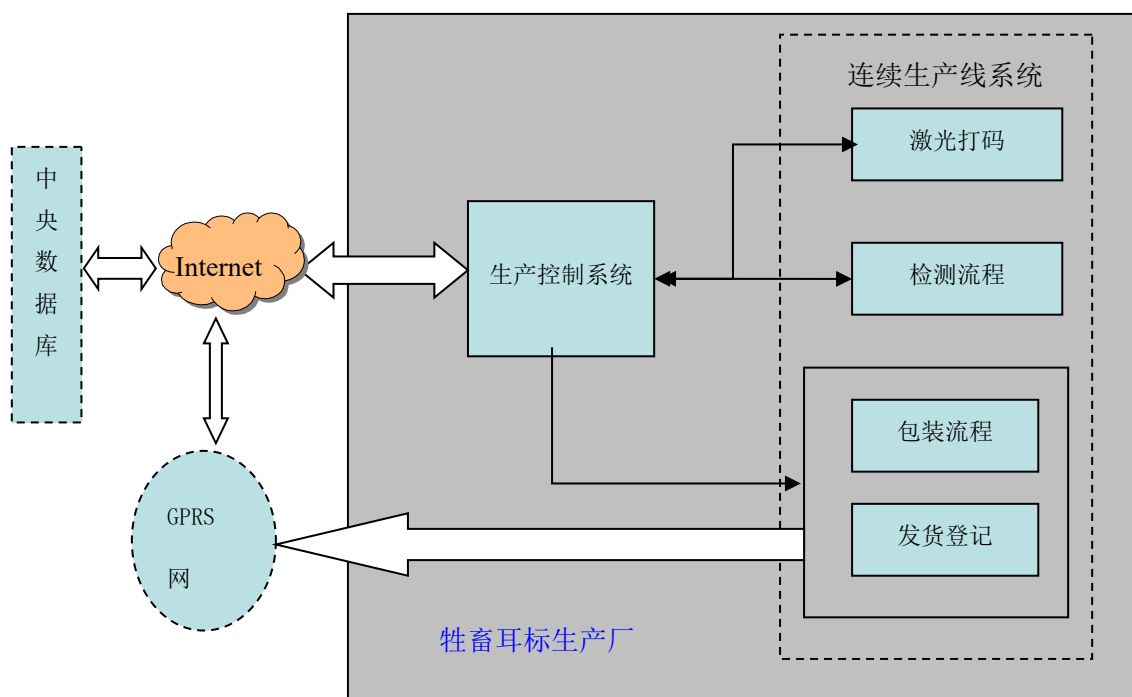 连续生产线系统
激光打码
中
央
数
据
库
Internet
生产控制系统
检测流程
包装流程
GPRS
网
发货登记
牲畜耳标生产厂